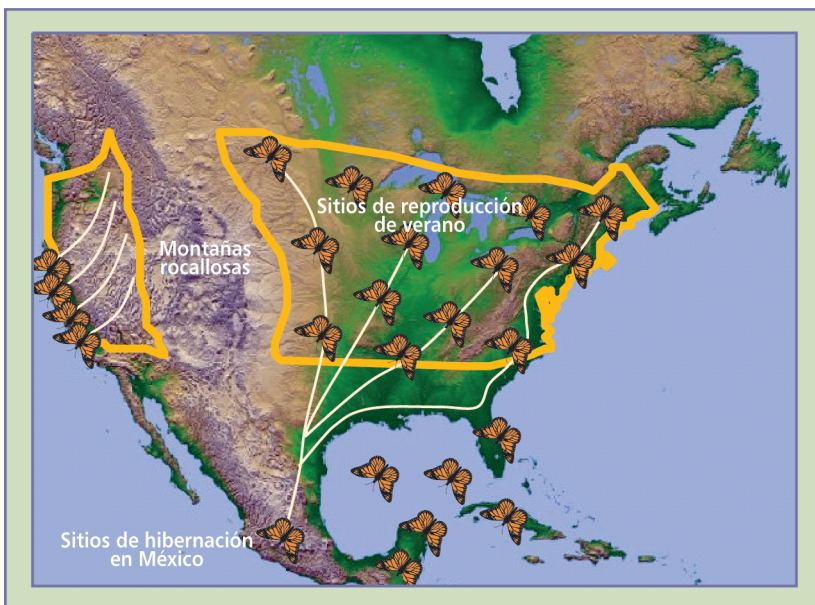 Sitios de reproducción
de verano
Montañas
rocallosas
Sitios de hibernación
en México